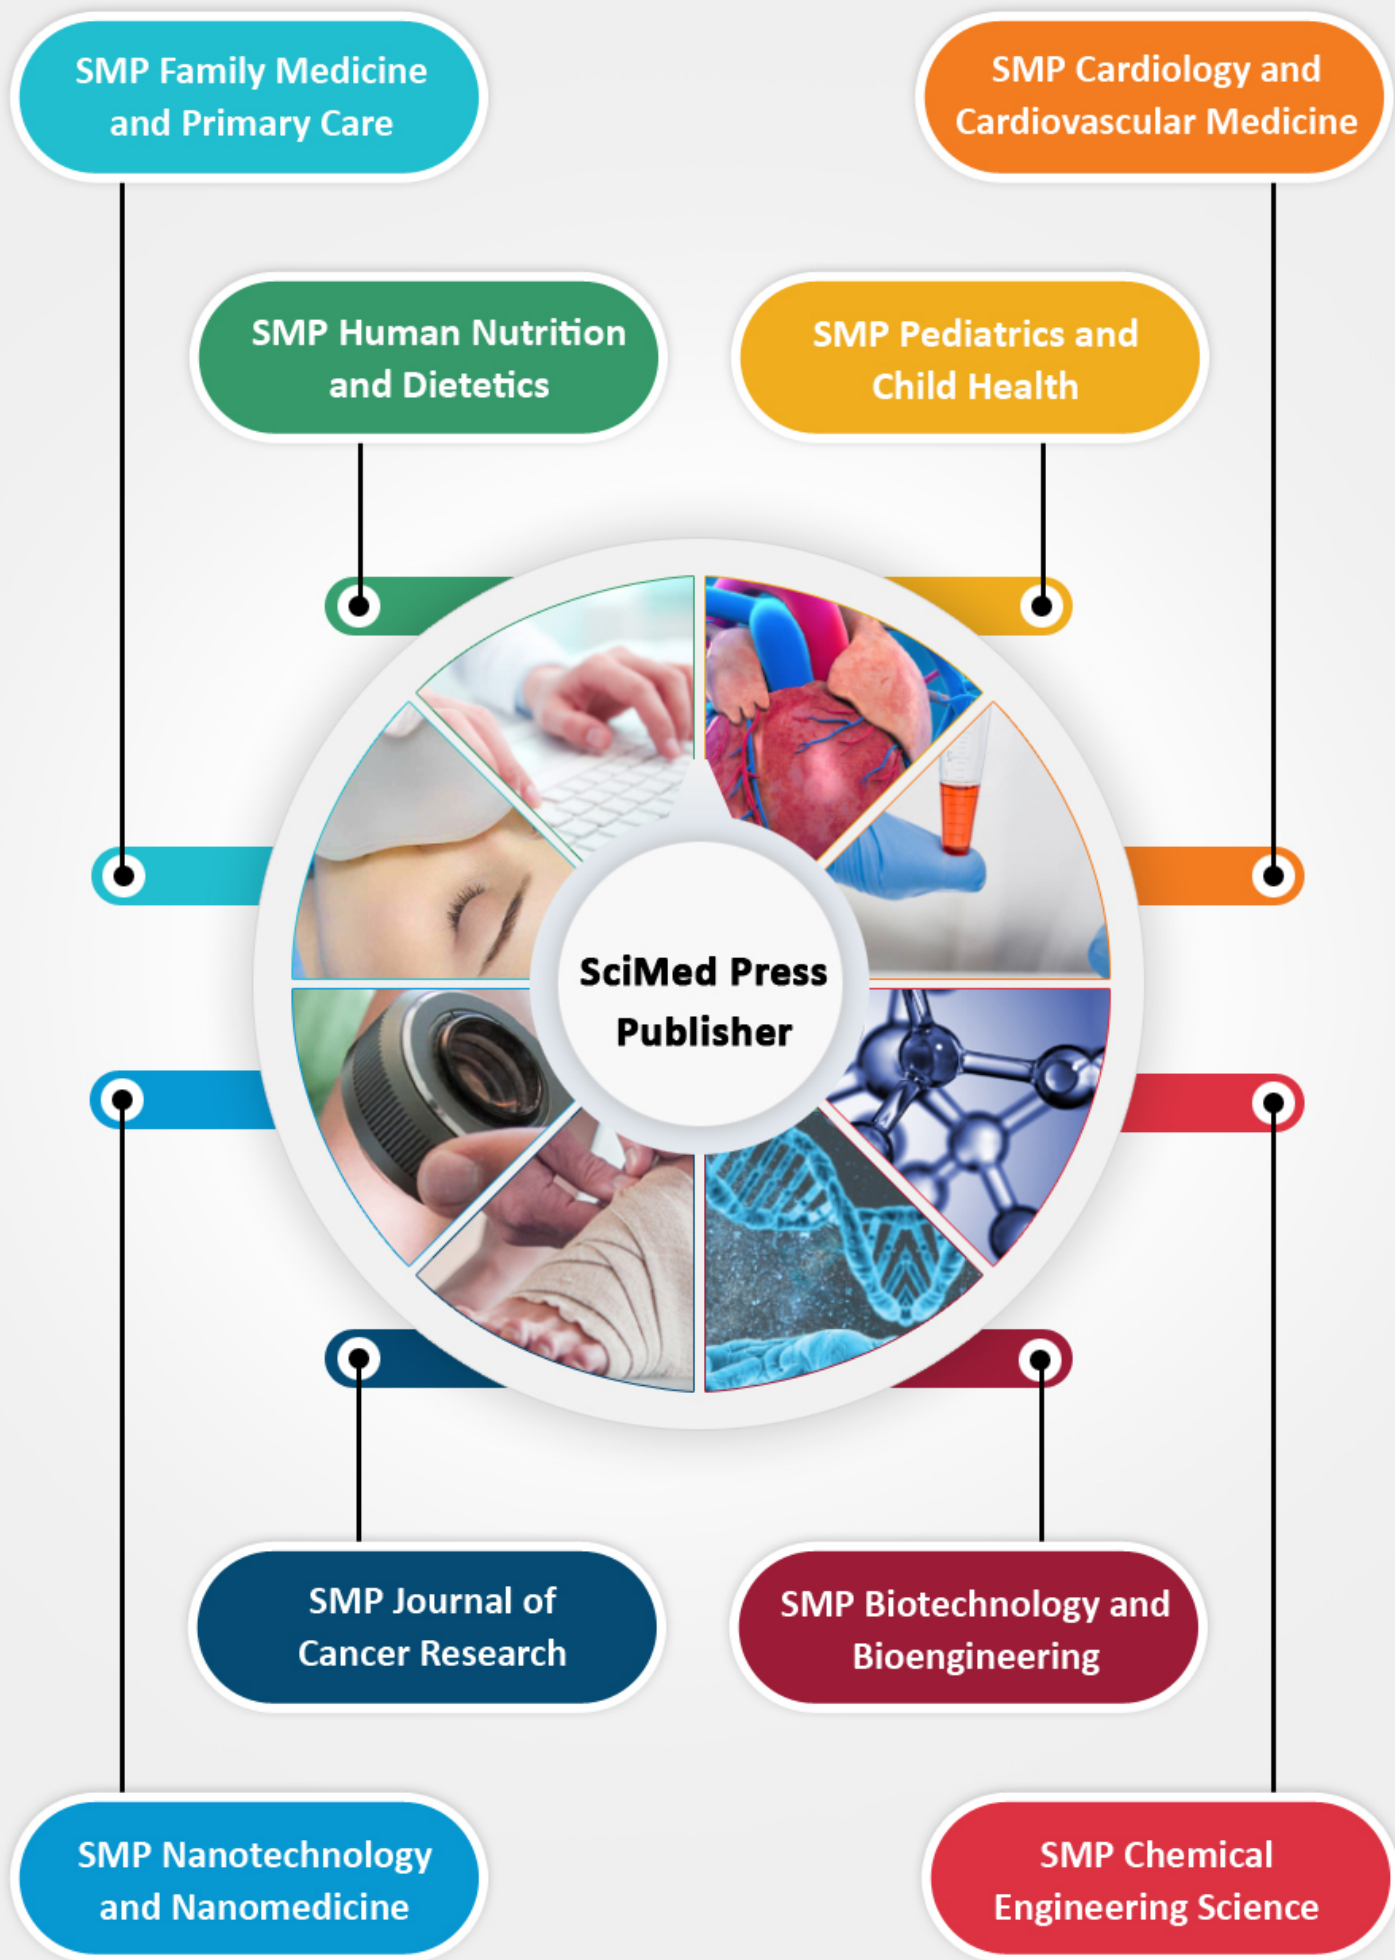 SMP Family Medicine
and Primary Care
SMP Cardiology and
Cardiovascular Medicine
SMP Human Nutrition
and Dietetics
SMP Pediatrics and
Child Health
SciMed Press
Publisher
SMP Journal of
Cancer Research
SMP Biotechnology and
Bioengineering
SMP Nanotechnology
and Nanomedicine
SMP Chemical
Engineering Science